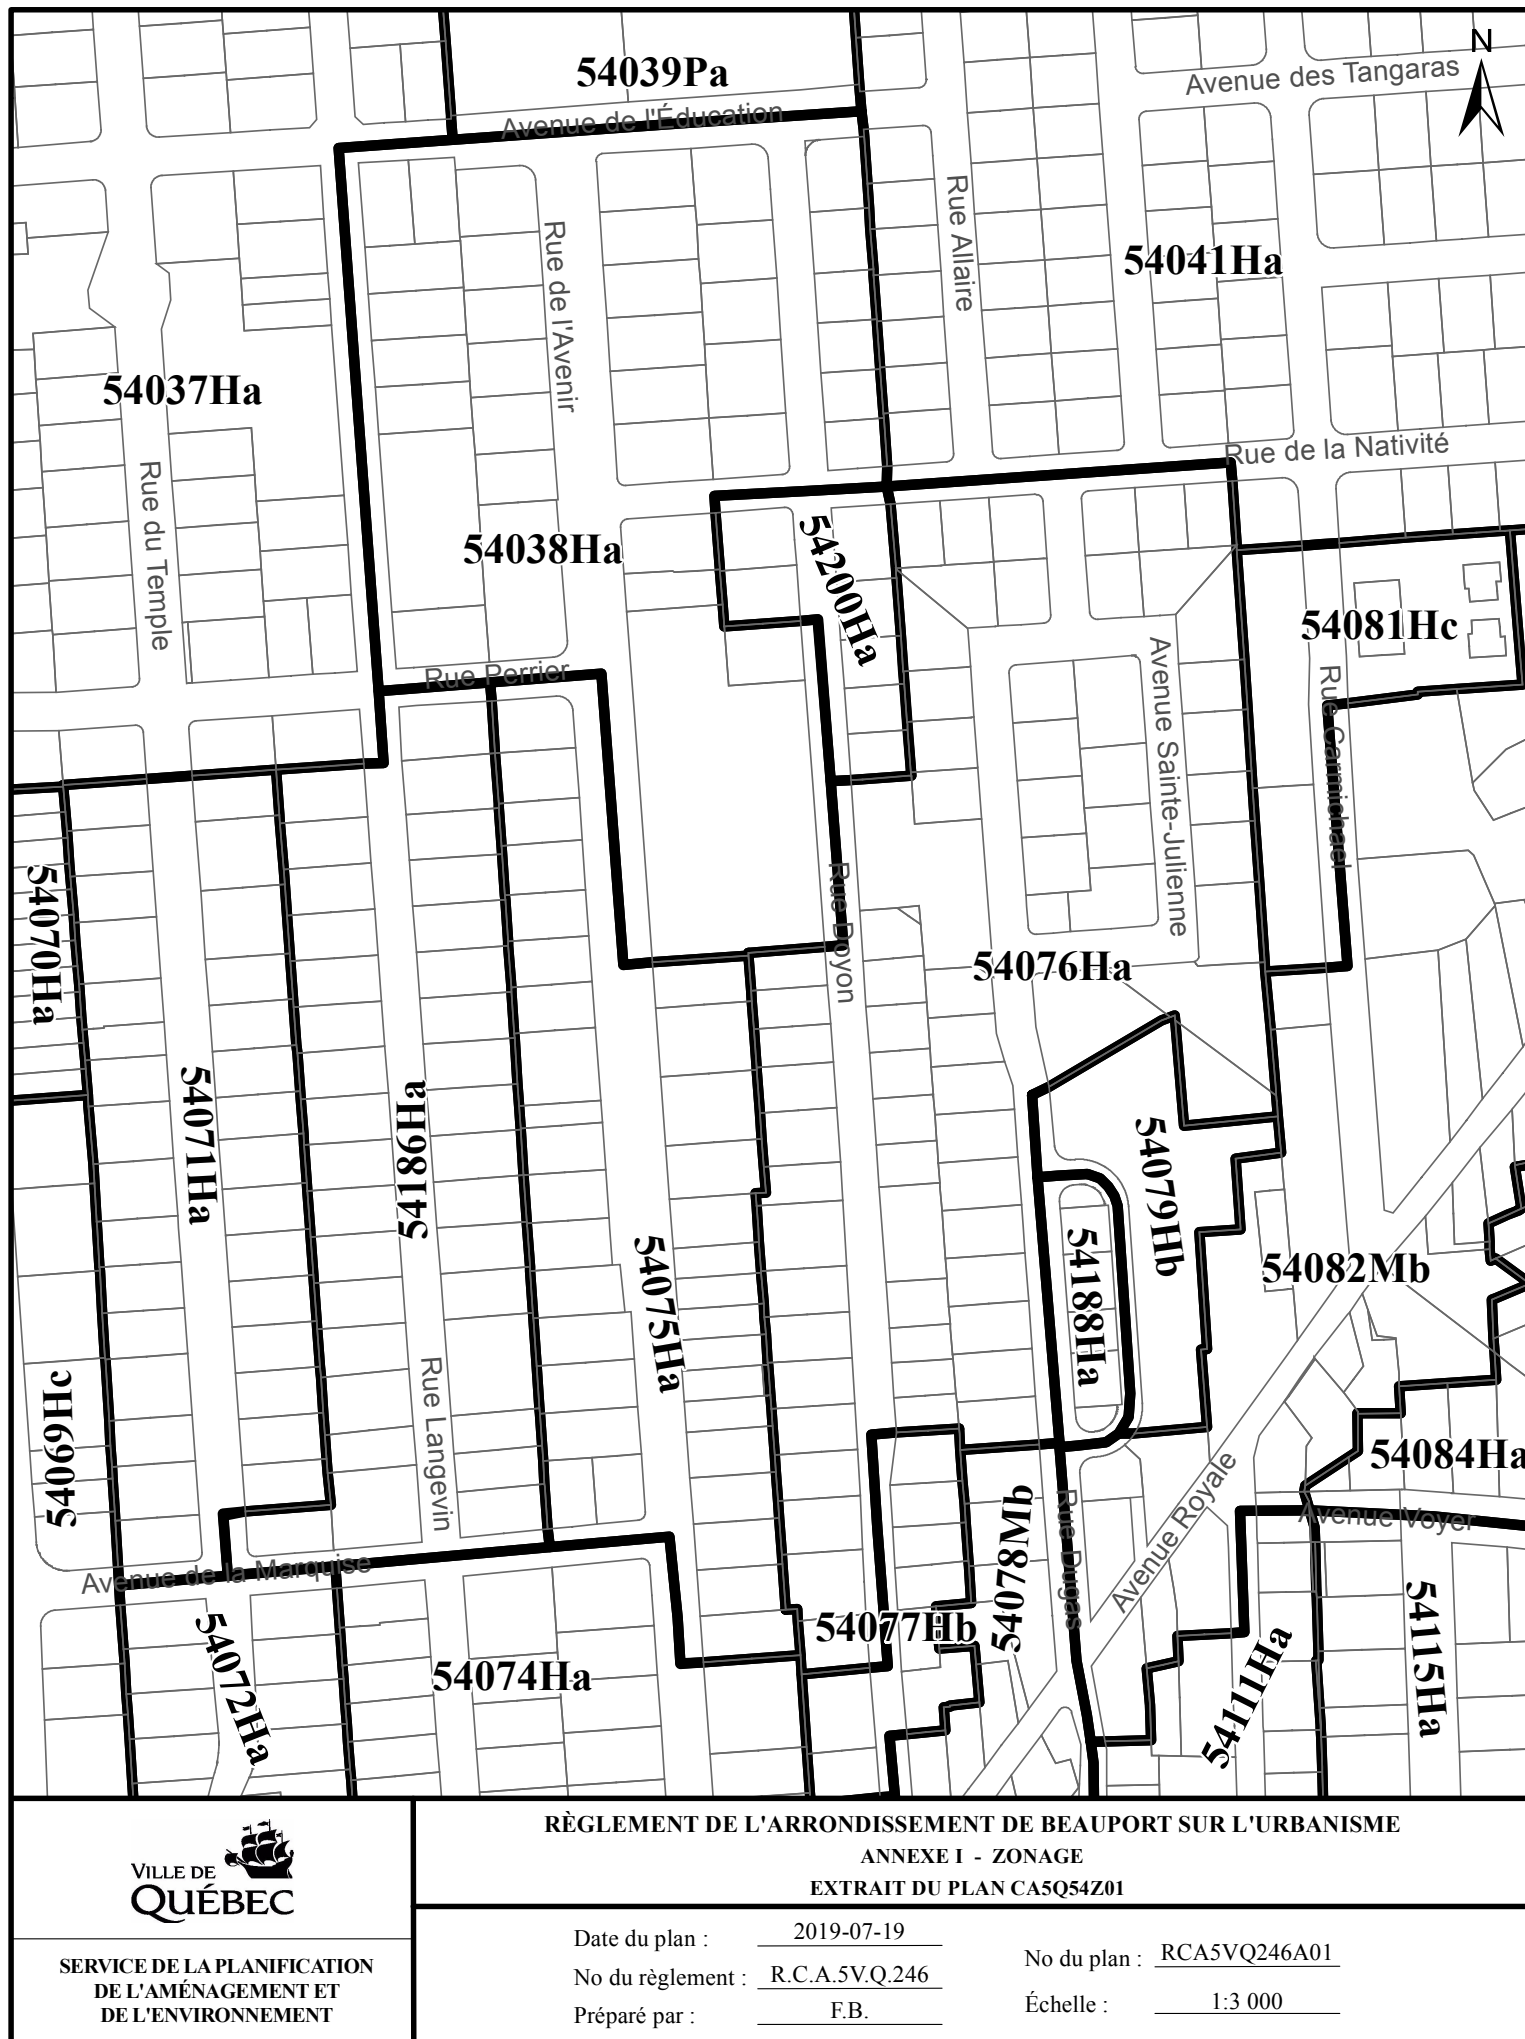 54039Pa
Avenue de l'Éducation
Avenue des Tangaras
N
Rue Allaire
54041Ha
Rue de l'Avenir
54037Ha
Rue du Temple
54038Ha
Rue de la Nativité
54200Ha
54081Hc
Rue Perrier
Avenue Sainte-Julienne
Rue Carmichael
54070Ha
Rue Doyon
54076Ha
54071Ha
54186Ha
54079Hb
54075Ha
54188Ha
54082Mb
54069Hc
Rue Langevin
54084Ha
54078Mb
Rue Dugas
Avenue Royale
Avenue Voyer
Avenue de la Marquise
54072Ha
54074Ha
54077Hb
54111Ha
54115Ha
VILLE DE
QUÉBEC
SERVICE DE LA PLANIFICATION
DE L'AMÉNAGEMENT ET
DE L'ENVIRONNEMENT
RÈGLEMENT DE L'ARRONDISSEMENT DE BEAUPORT SUR L'URBANISME
ANNEXE I - ZONAGE
EXTRAIT DU PLAN CA5Q54Z01
Date du plan : 2019-07-19
No du règlement : R.C.A.5V.Q.246
Préparé par : F.B.
No du plan : RCA5VQ246A01
Échelle : 1:3 000